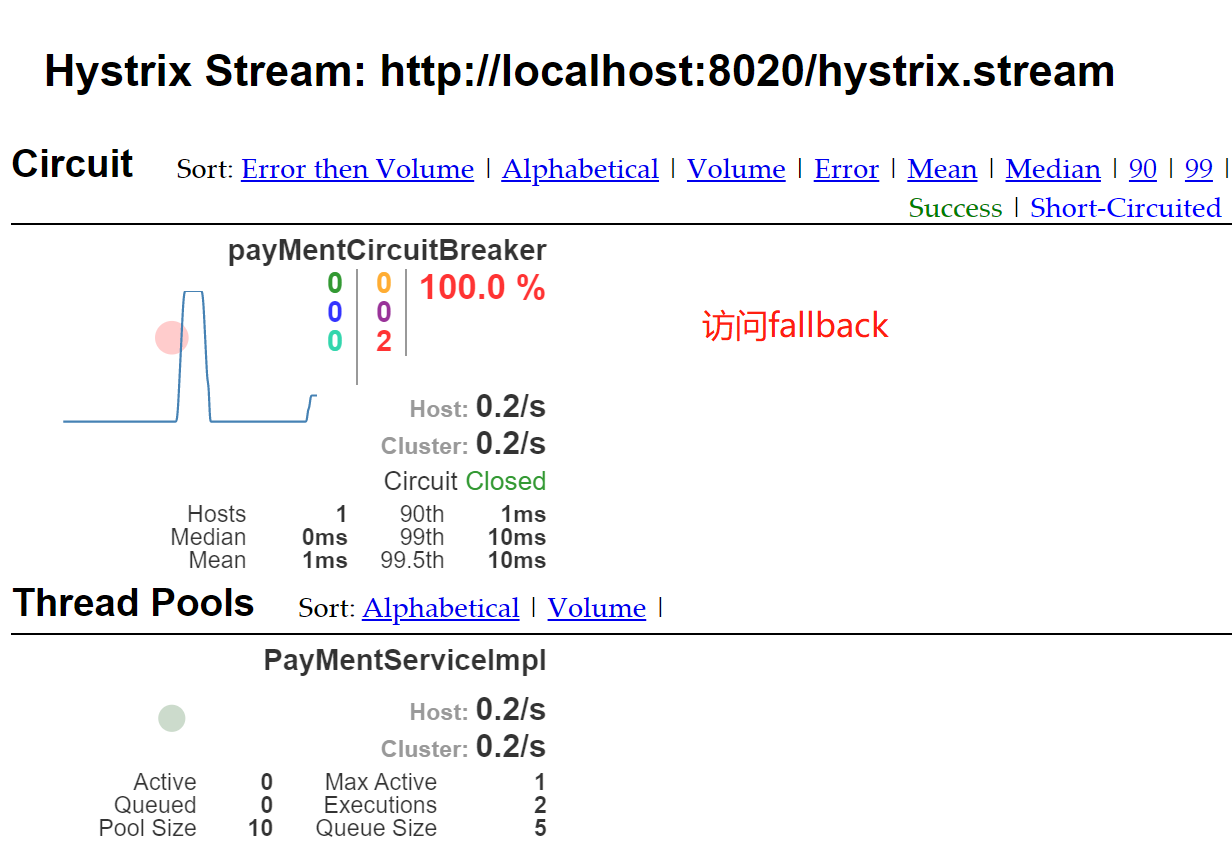 Hystrix Stream: http://localhost:8020/hystrix.stream
Circuit Sort: Error then Volume | Alphabetical | Volume | Error | Mean | Median | 90 | 99 |
Success | Short-Circuited
payMentCircuitBreaker
0 0 100.0 %
0 0
0 2
访问fallback
Host: 0.2/s
Cluster: 0.2/s
Circuit Closed
Hosts 1 90th 1ms
Median 0ms 99th 10ms
Mean 1ms 99.5th 10ms
Thread Pools Sort: Alphabetical | Volume |
PayMentServiceImpl
Host: 0.2/s
Cluster: 0.2/s
Active 0 Max Active 1
Queued 0 Executions 2
Pool Size 10 Queue Size 5